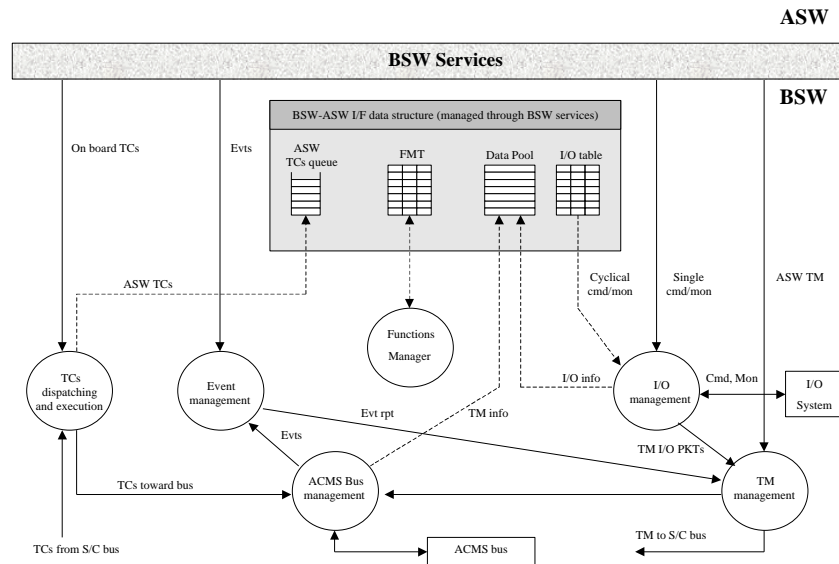 ASW
BSW Services
BSW
BSW-ASW I/F data structure (managed through BSW services)
On board TCs
Evts
ASW
TCs queue
FMT
Data Pool
I/O table
ASW TCs
Cyclical
cmd/mon
Single
cmd/mon
ASW TM
Functions
Manager
TCs
dispatching
and execution
Event
management
I/O info
I/O
management
Cmd, Mon
I/O
System
Evt rpt
TM info
Evts
TM I/O PKTs
TCs toward bus
ACMS Bus
management
TM
management
TCs from S/C bus
ACMS bus
TM to S/C bus